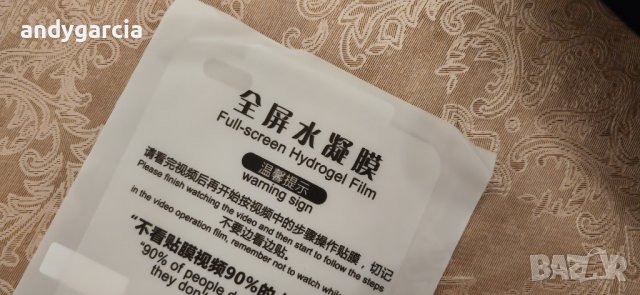 andygarcia
全屏水凝膜
Full-screen Hydrogel Film
温馨提示
warning sign
请看完视频后再开始按视频中的步骤操作贴膜，切记
不要边看边贴.
Please finish watching the video and then start to follow the steps
in the video operation film, remember not to watch while
"不看贴膜视频90%的
"90% of people d
they don
BAZAR